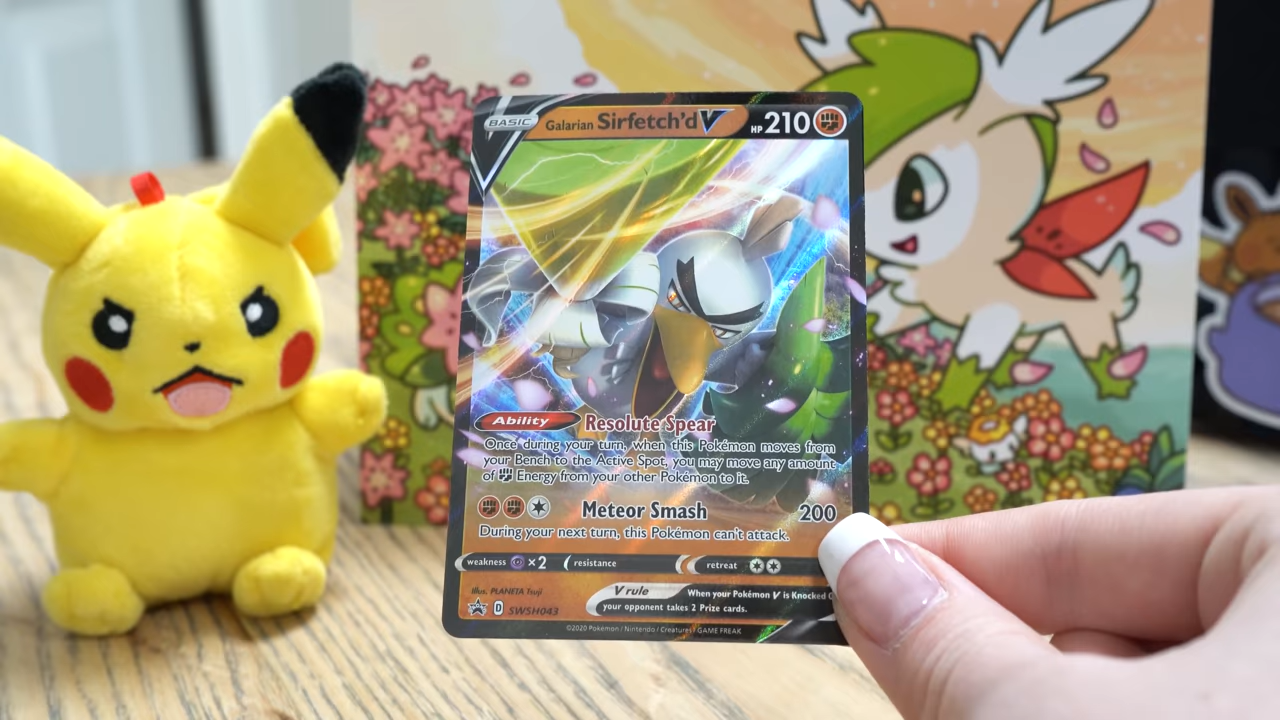 BASIC Galarian Sirfetch'd V HP 210
Ability Resolute Spear
Once during your turn, when this Pokémon moves from
your Bench to the Active Spot, you may move any amount
of Energy from your other Pokémon to it.
Meteor Smash 200
During your next turn, this Pokémon can't attack.
weakness ×2 resistance retreat
Illus. PLANETA Tsuji
V rule When your Pokémon V is Knocked
your opponent takes 2 Prize cards.
D SWSH043
©2020 Pokémon / Nintendo / Creatures / GAME FREAK